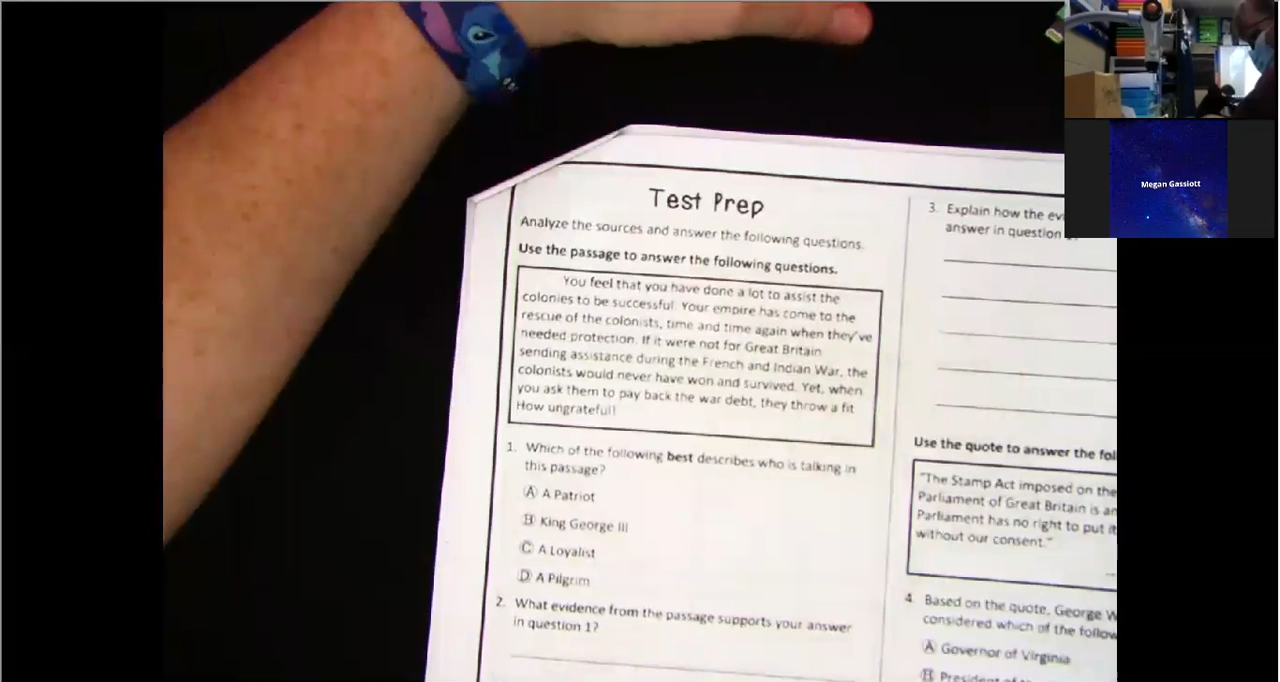 Test Prep
Analyze the sources and answer the following questions.
Use the passage to answer the following questions.
You feel that you have done a lot to assist the
colonies to be successful. Your empire has come to the
rescue of the colonists, time and time again when they've
needed protection. If it were not for Great Britain
sending assistance during the French and Indian War, the
colonists would never have won and survived. Yet, when
you ask them to pay back the war debt, they throw a fit
How ungrateful!
1. Which of the following best describes who is talking in
this passage?
A A Patriot
B King George III
C A Loyalist
D A Pilgrim
2. What evidence from the passage supports your answer
in question 1?
3. Explain how the
answer in question
Use the quote to answer the
"The Stamp Act imposed on the
Parliament of Great Britain is
Parliament has no right to put
without our consent."
4. Based on the quote, George
considered which of the
A Governor of Virginia
B President
Megan Gassiott